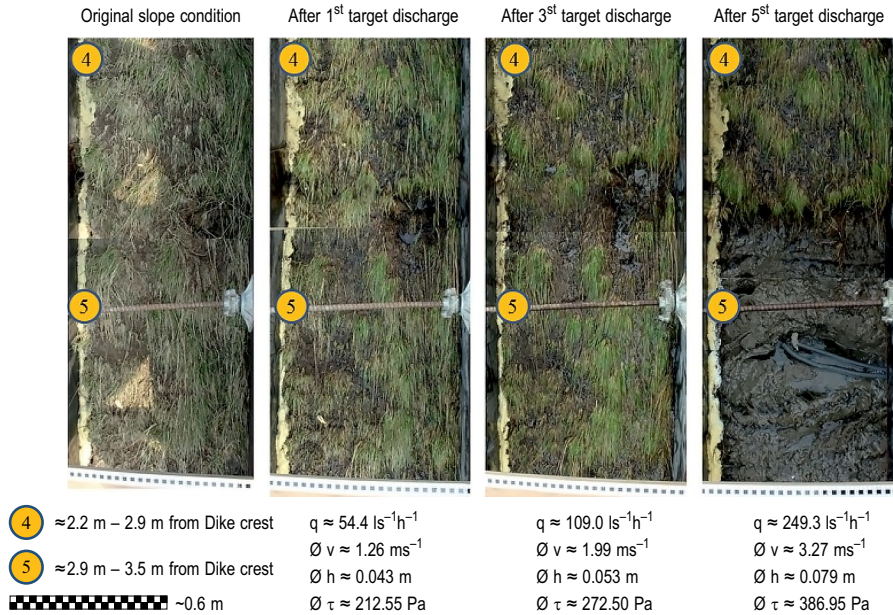 Original slope condition
After 1st target discharge
After 3st target discharge
After 5st target discharge
4
4
4
4
5
5
5
5
4 ≈2.2 m – 2.9 m from Dike crest
5 ≈2.9 m – 3.5 m from Dike crest
~0.6 m
q ≈ 54.4 ls⁻¹h⁻¹
Ø v ≈ 1.26 ms⁻¹
Ø h ≈ 0.043 m
Ø τ ≈ 212.55 Pa
q ≈ 109.0 ls⁻¹h⁻¹
Ø v ≈ 1.99 ms⁻¹
Ø h ≈ 0.053 m
Ø τ ≈ 272.50 Pa
q ≈ 249.3 ls⁻¹h⁻¹
Ø v ≈ 3.27 ms⁻¹
Ø h ≈ 0.079 m
Ø τ ≈ 386.95 Pa